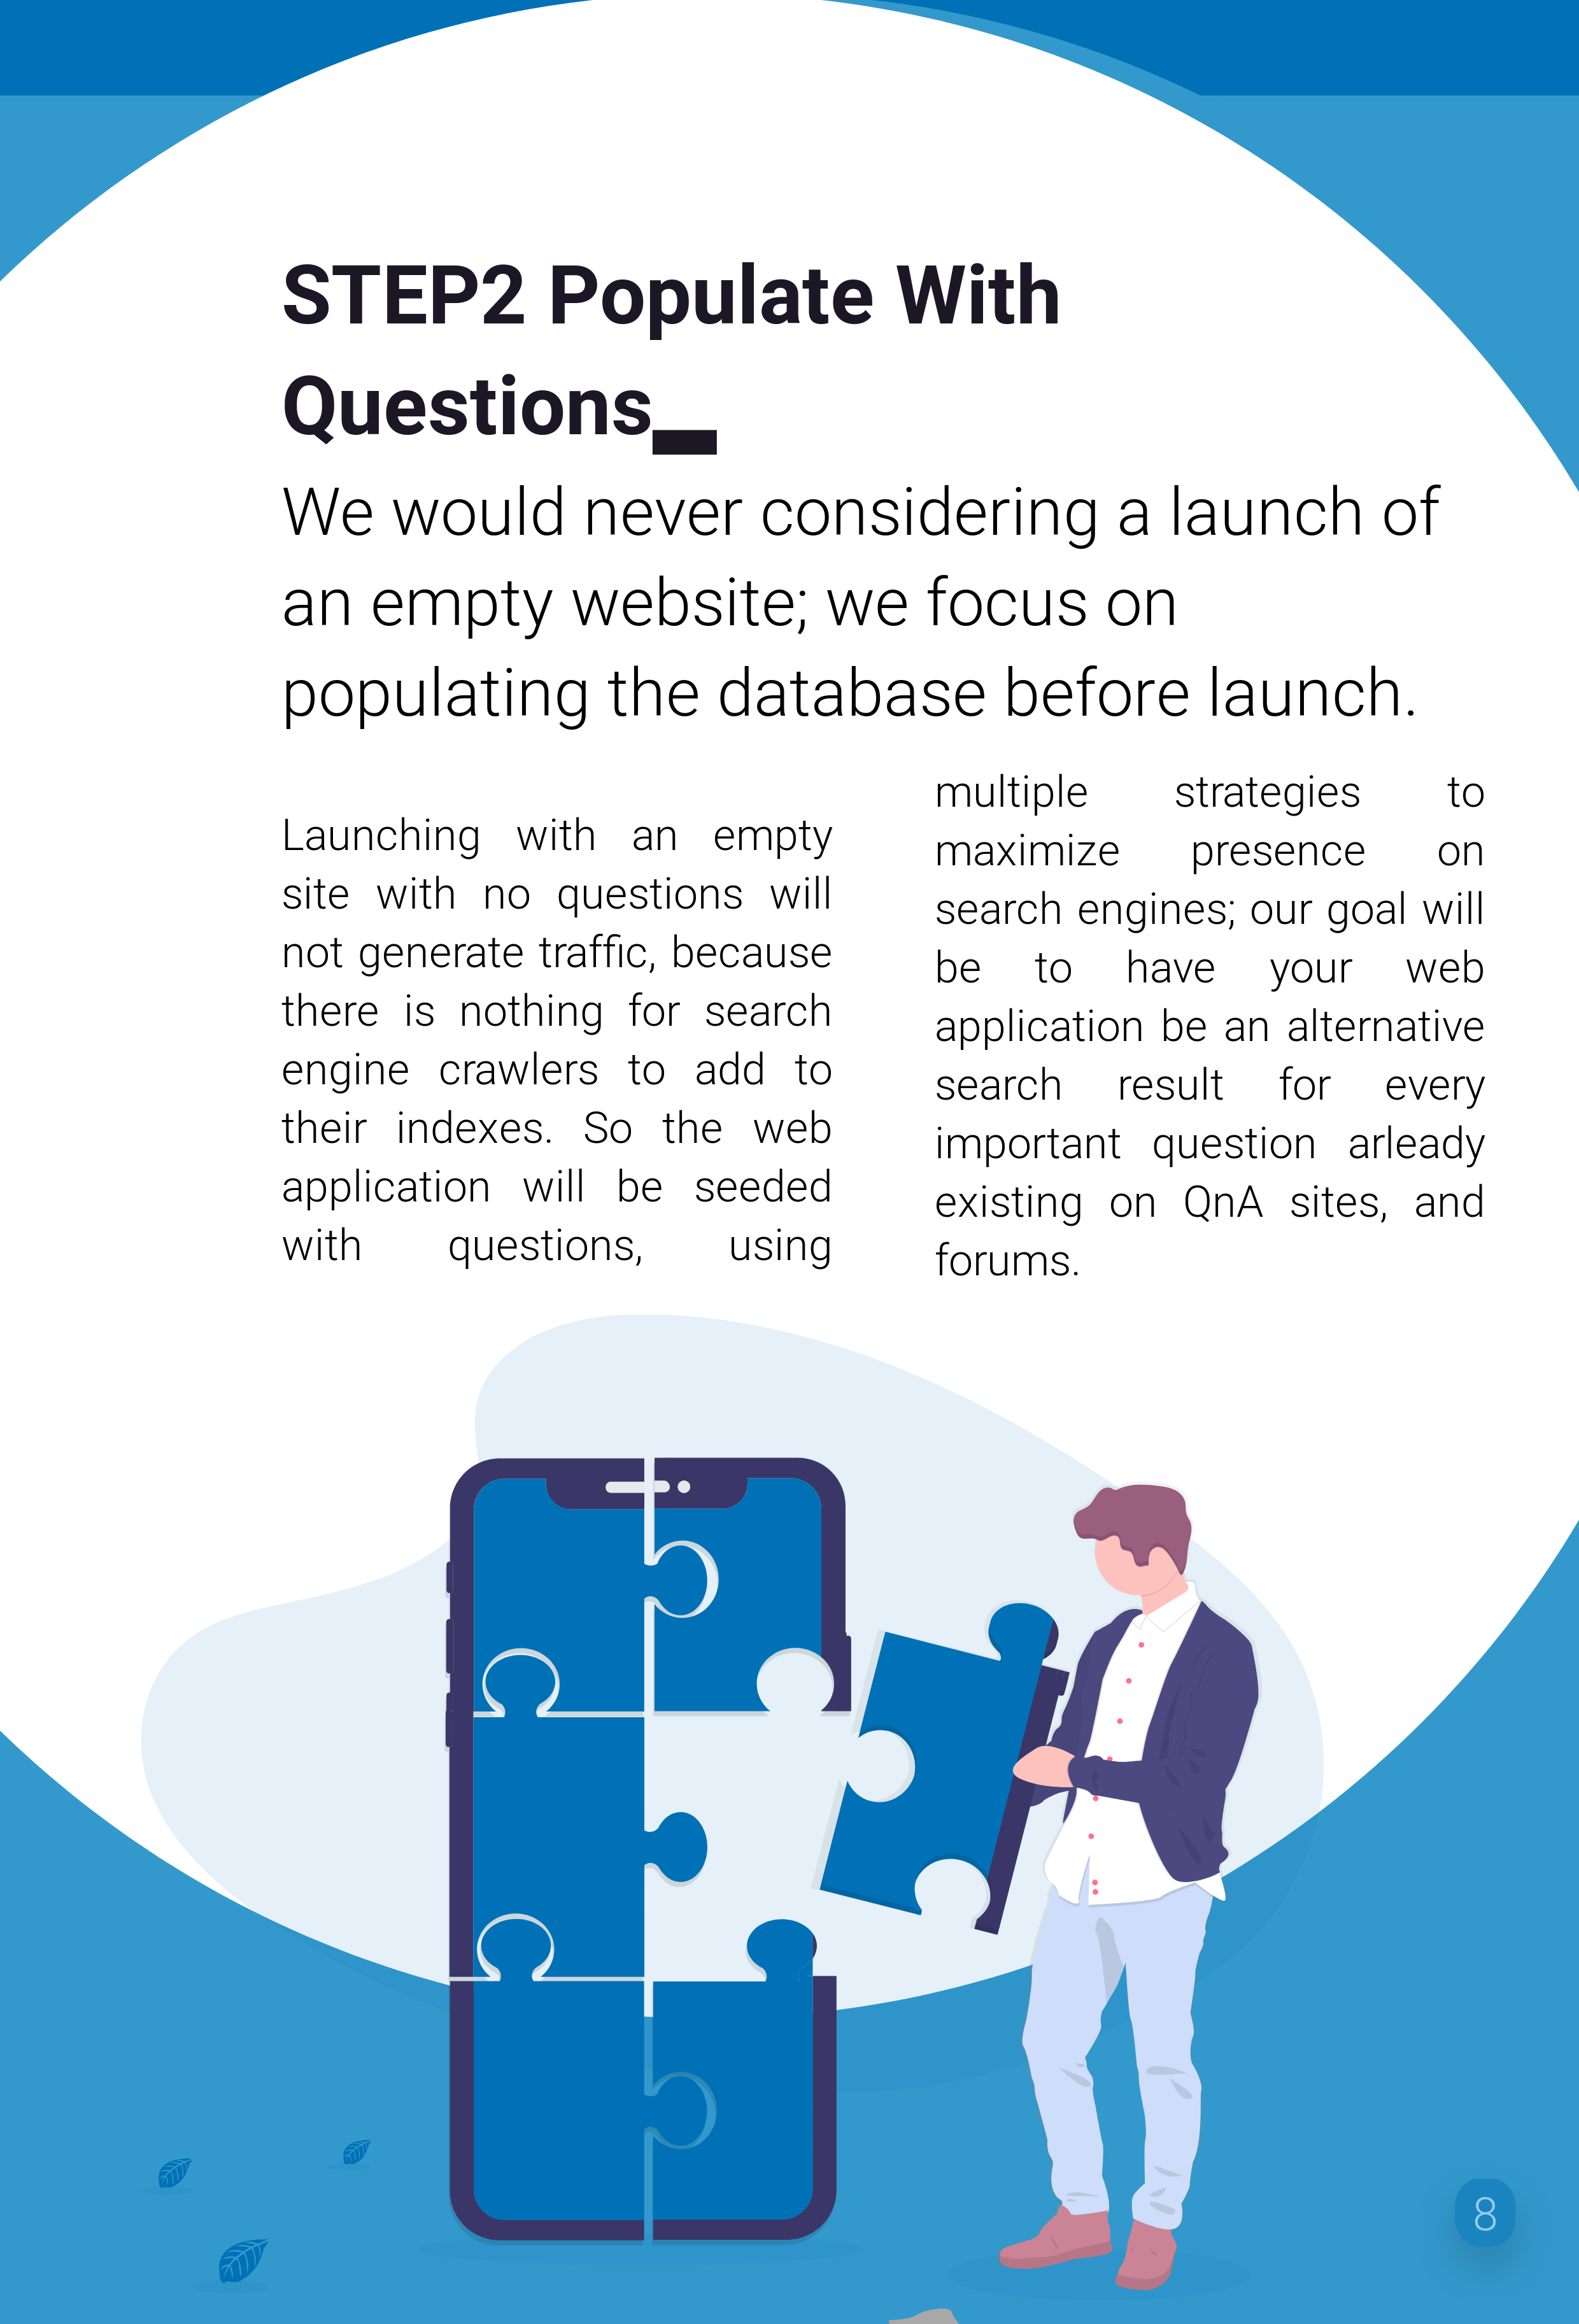 STEP2 Populate With
Questions
We would never considering a launch of
an empty website; we focus on
populating the database before launch.
Launching with an empty
site with no questions will
not generate traffic, because
there is nothing for search
engine crawlers to add to
their indexes. So the web
application will be seeded
with questions, using
multiple strategies to
maximize presence on
search engines; our goal will
be to have your web
application be an alternative
search result for every
important question arleady
existing on QnA sites, and
forums.
8